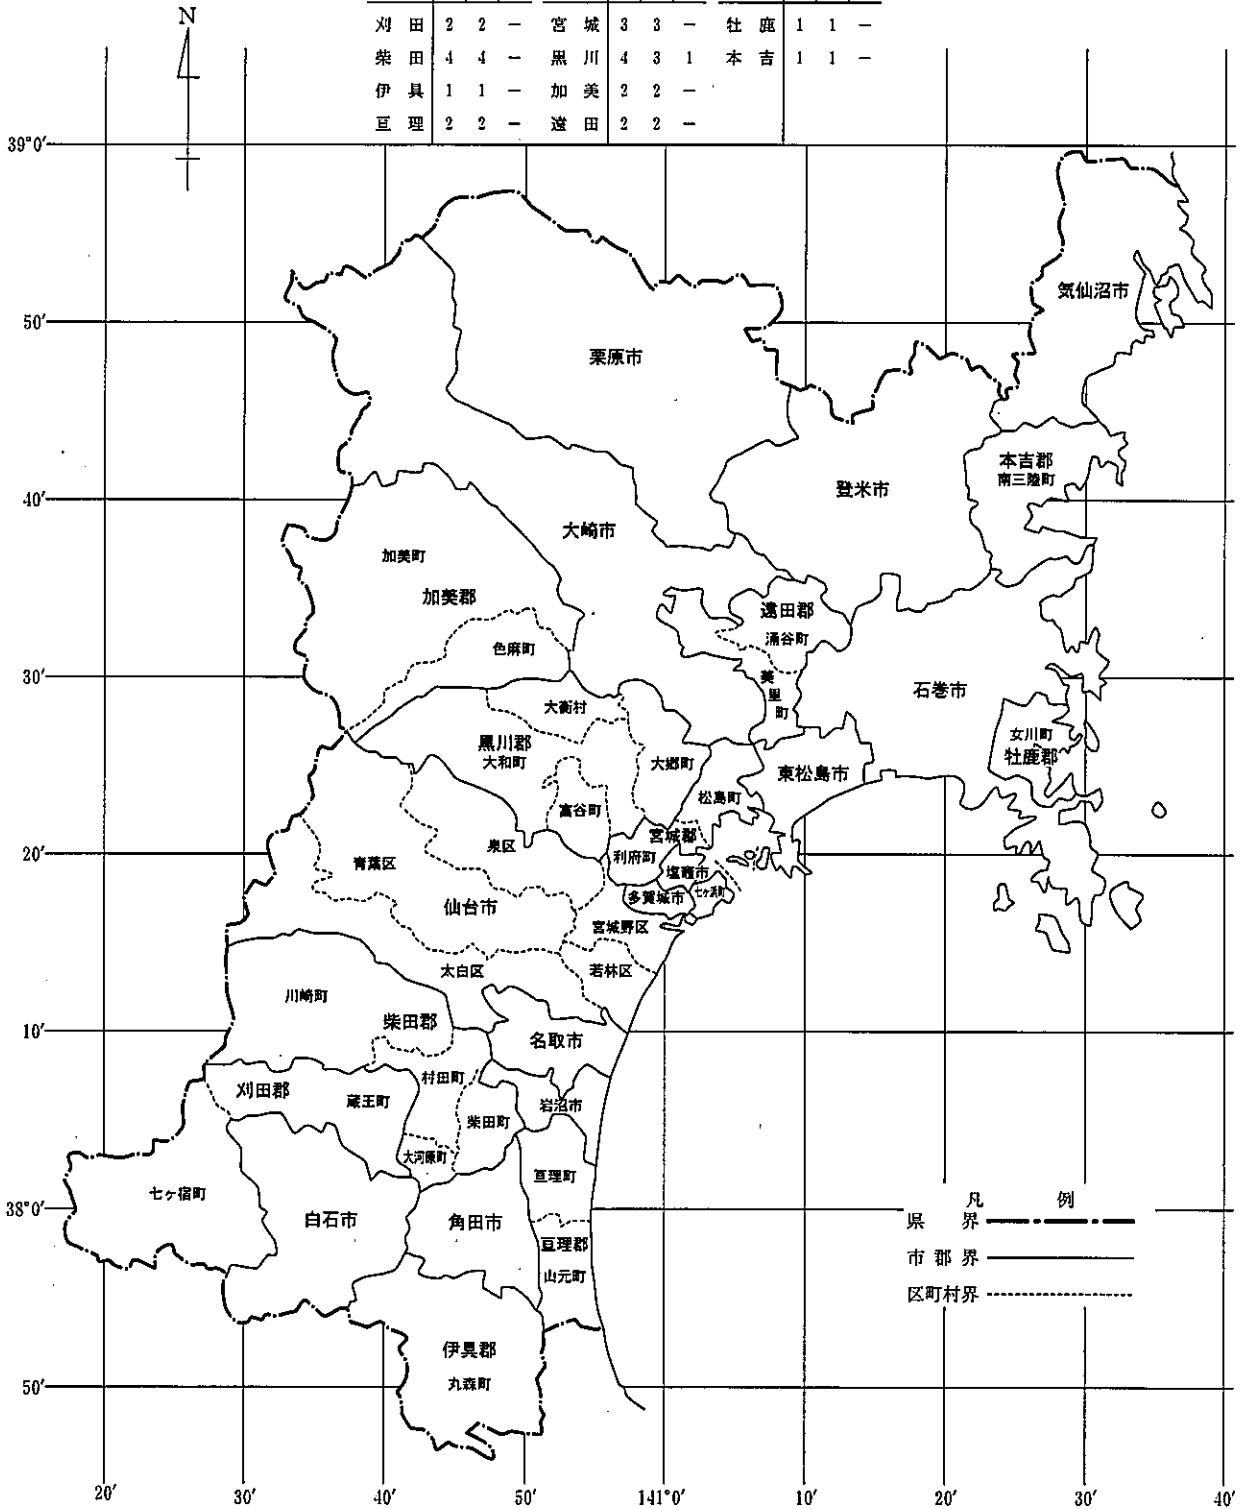 N
刈田 2 2 － 宮城 3 3 － 牡鹿 1 1 －
柴田 4 4 － 黒川 4 3 1 本吉 1 1 －
伊具 1 1 － 加美 2 2 －
亘理 2 2 － 遠田 2 2 －
39°0′
気仙沼市
50′
栗原市
本吉郡
南三陸町
登米市
40′
大崎市
加美町
加美郡
遠田郡
涌谷町
色麻町
30′
美里町
石巻市
大衡村
女川町
牡鹿郡
黒川郡
大和町
大郷町
東松島市
松島町
富谷町
宮城郡
泉区
20′
青葉区
利府町
塩竈市
七ヶ浜町
多賀城市
仙台市
宮城野区
太白区
若林区
川崎町
柴田郡
10′
名取市
村田町
刈田郡
蔵王町
岩沼市
柴田町
大河原町
亘理町
七ヶ宿町
38°0′
白石市
角田市
亘理郡
山元町
凡例
県界
市郡界
区町村界
伊具郡
丸森町
50′
20′ 30′ 40′ 50′ 141°0′ 10′ 20′ 30′ 40′